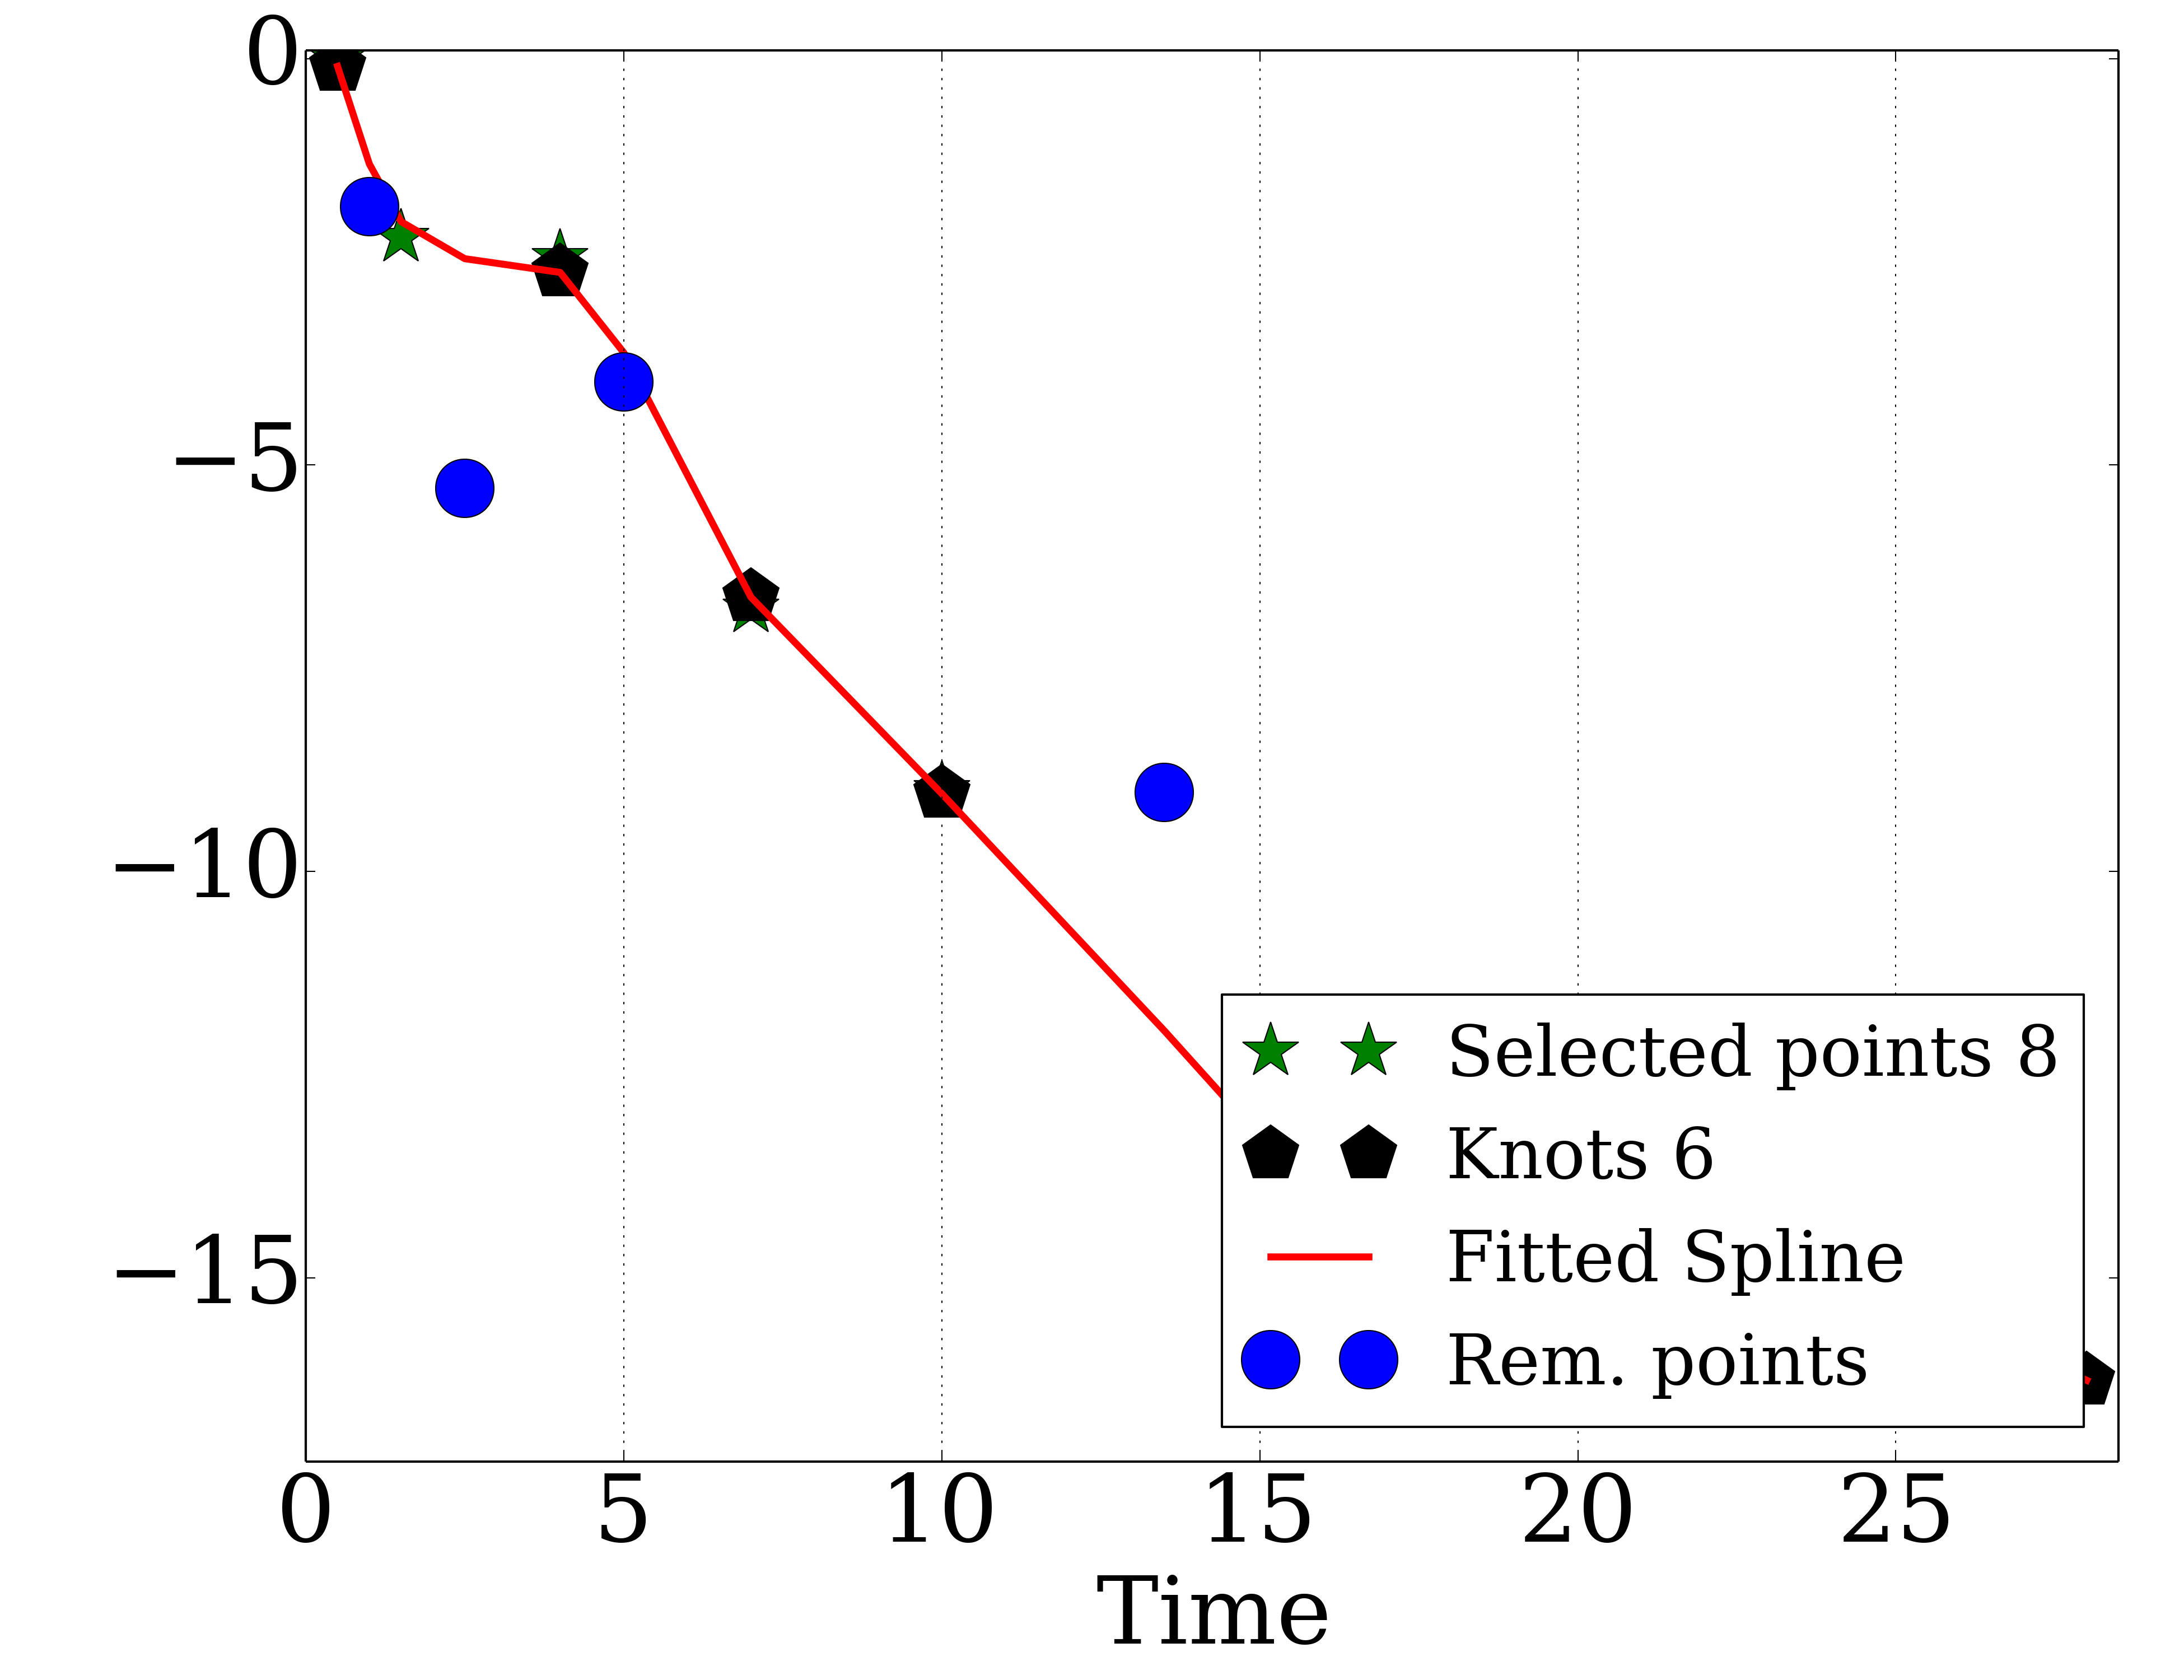 0
−5
−10
−15
Selected points 8
Knots 6
Fitted Spline
Rem. points
0 5 10 15 20 25
Time